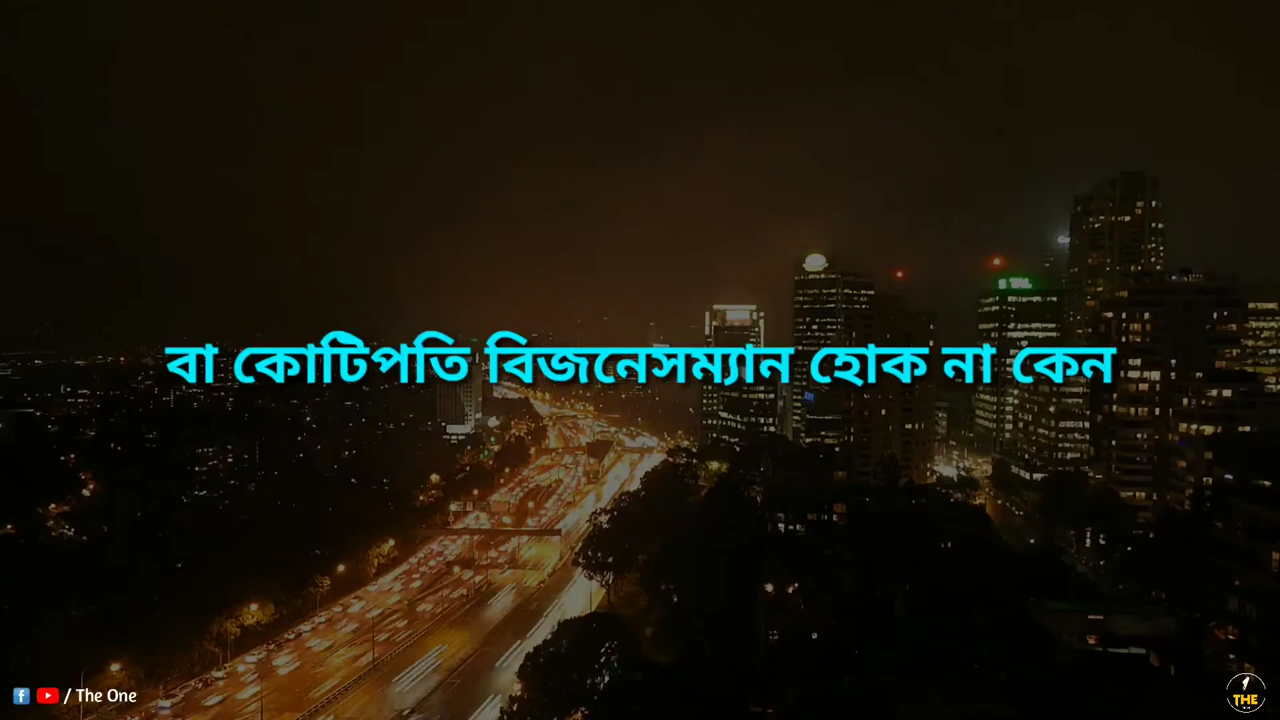 বা কোটিপতি বিজনেসম্যান হোক না কেন
/ The One
THE